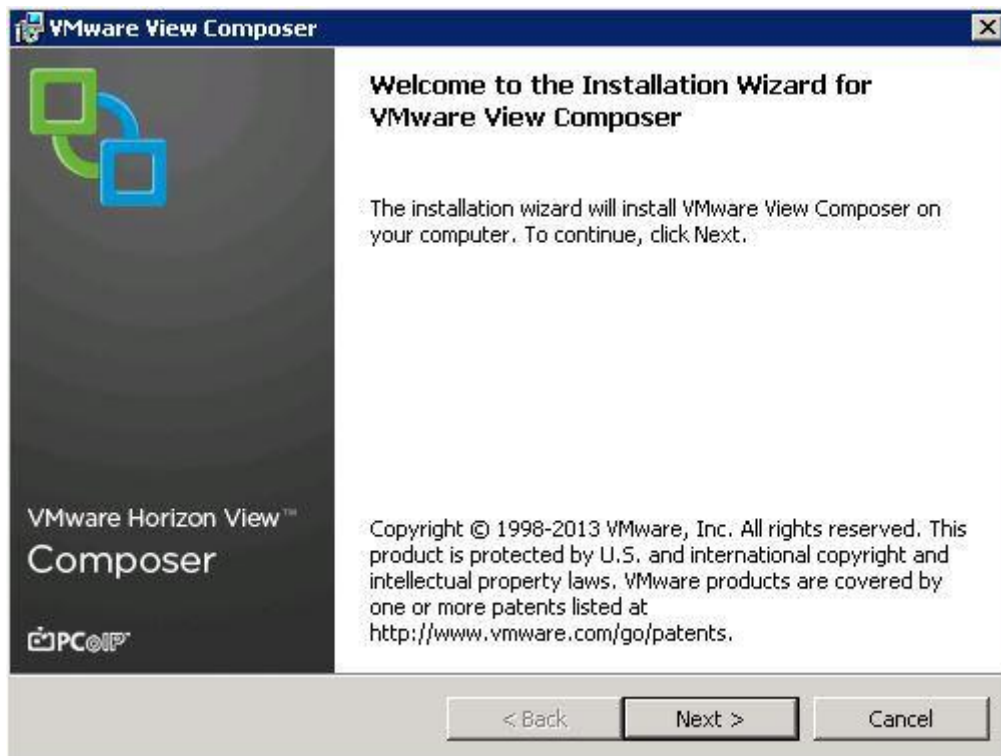 VMware View Composer
Welcome to the Installation Wizard for
VMware View Composer
The installation wizard will install VMware View Composer on
your computer. To continue, click Next.
VMware Horizon View™
Composer
PCoIP
Copyright © 1998-2013 VMware, Inc. All rights reserved. This
product is protected by U.S. and international copyright and
intellectual property laws. VMware products are covered by
one or more patents listed at
http://www.vmware.com/go/patents.
< Back
Next >
Cancel